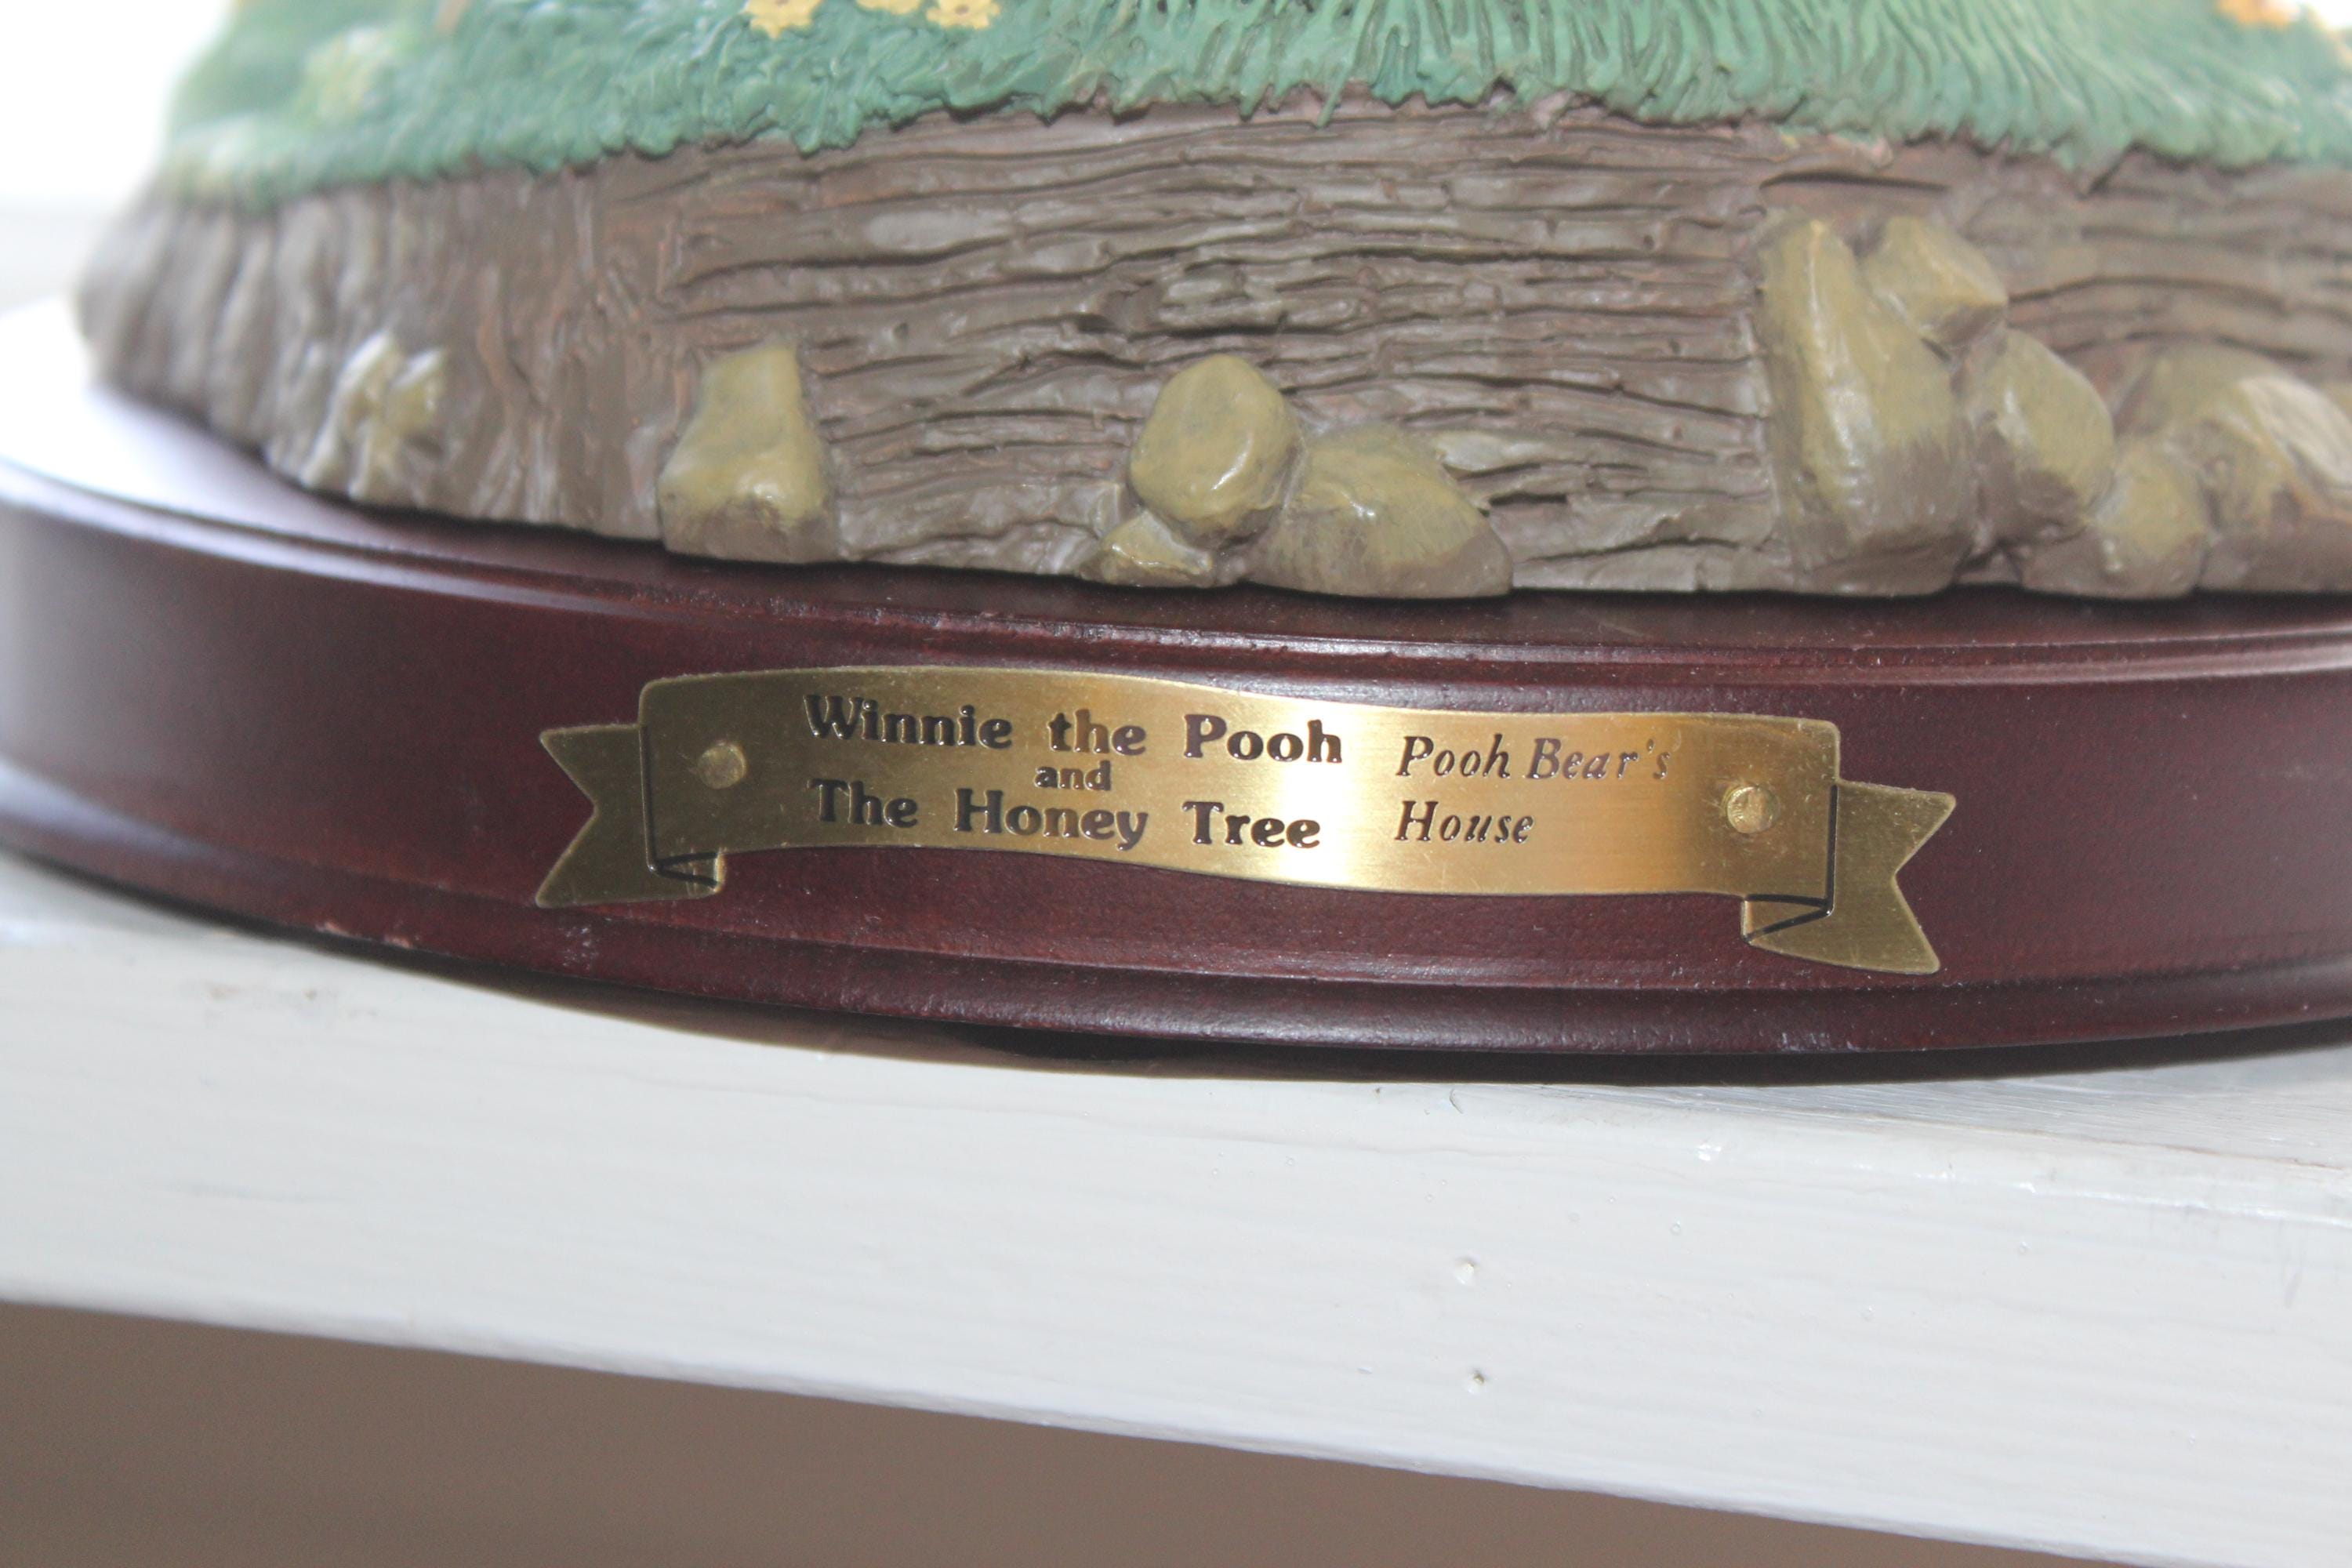 Winnie the Pooh
and
The Honey Tree
Pooh Bear's
House